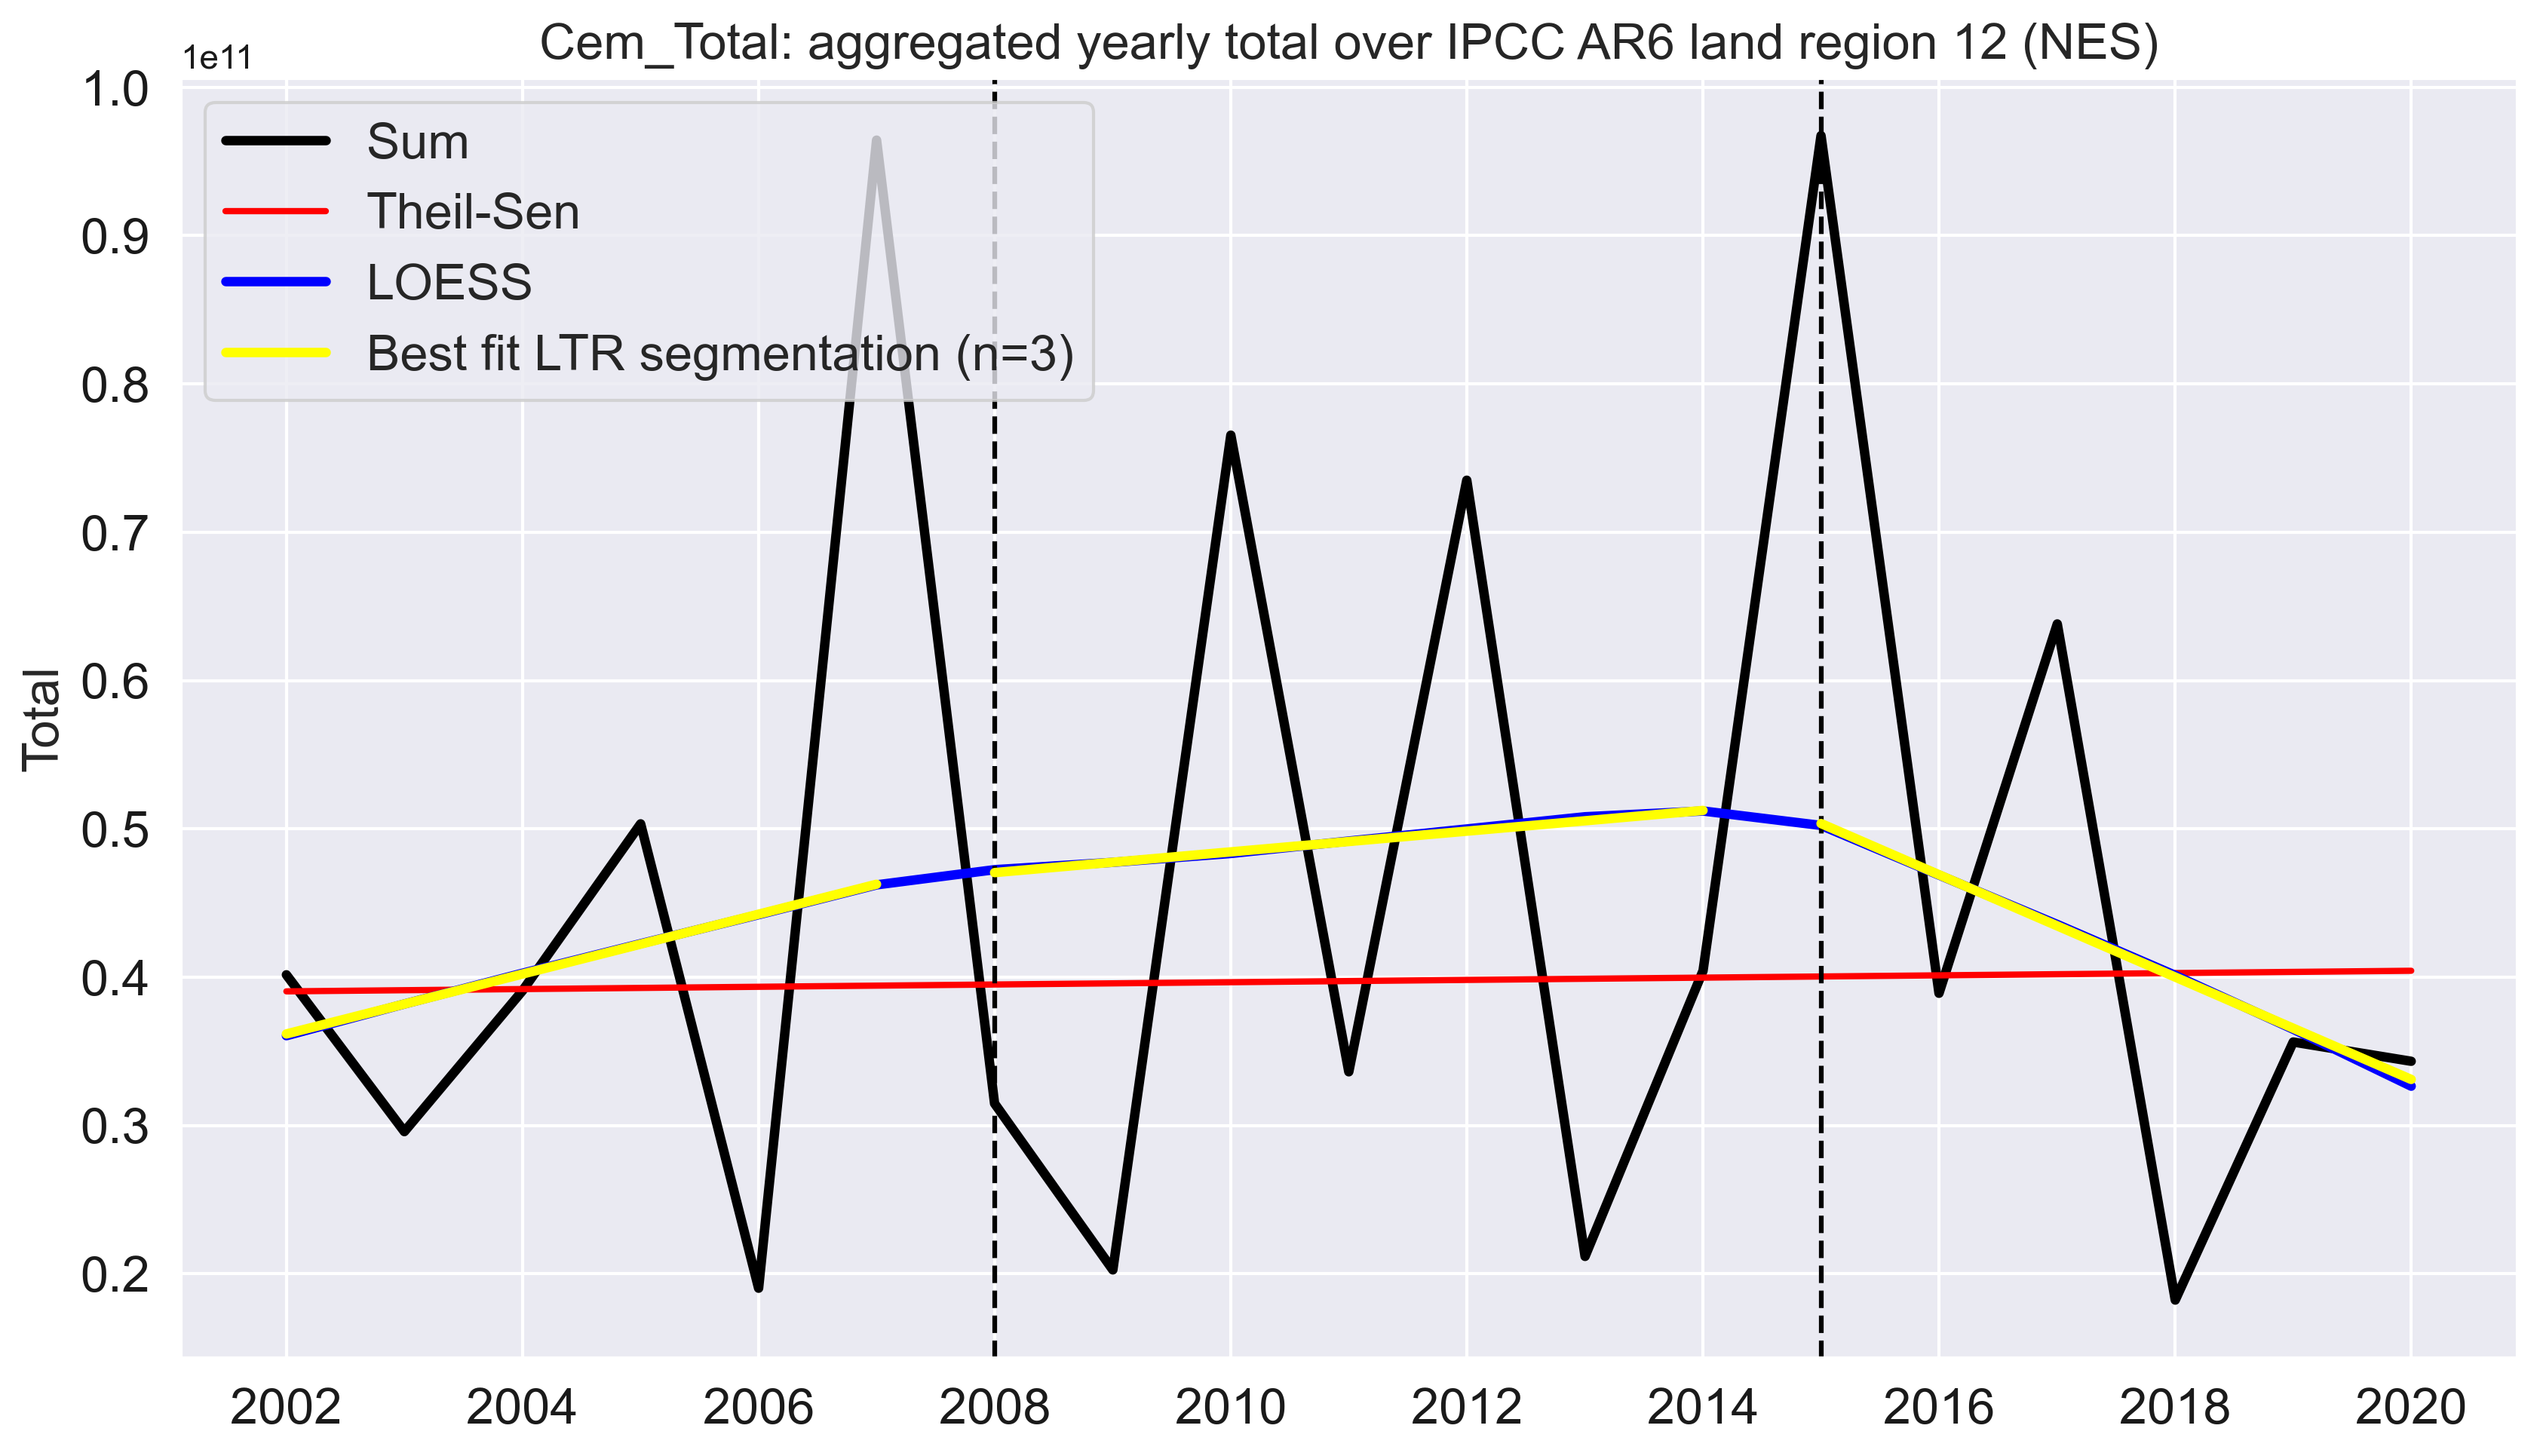 Cem_Total: aggregated yearly total over IPCC AR6 land region 12 (NES)
1e11
1.0
0.9
0.8
0.7
0.6
0.5
0.4
0.3
0.2
Total
Sum
Theil-Sen
LOESS
Best fit LTR segmentation (n=3)
2002 2004 2006 2008 2010 2012 2014 2016 2018 2020